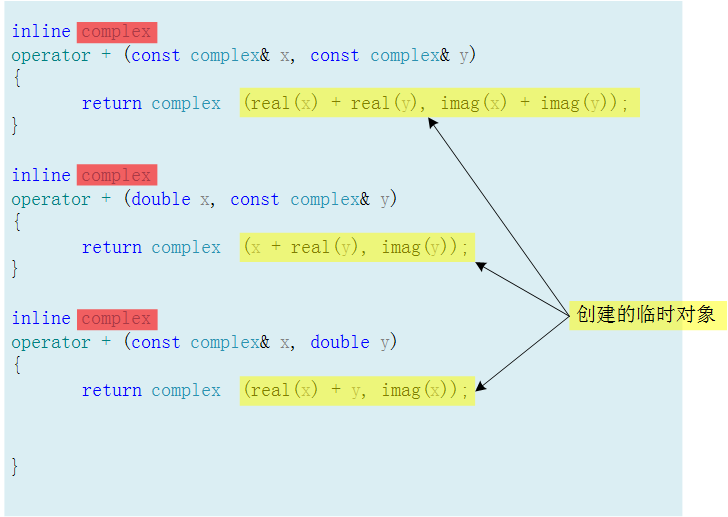 inline complex
operator + (const complex& x, const complex& y)
{
return complex (real(x) + real(y), imag(x) + imag(y));
}
inline complex
operator + (double x, const complex& y)
{
return complex (x + real(y), imag(y));
}
inline complex
operator + (const complex& x, double y)
{
return complex (real(x) + y, imag(x));
}
创建的临时对象